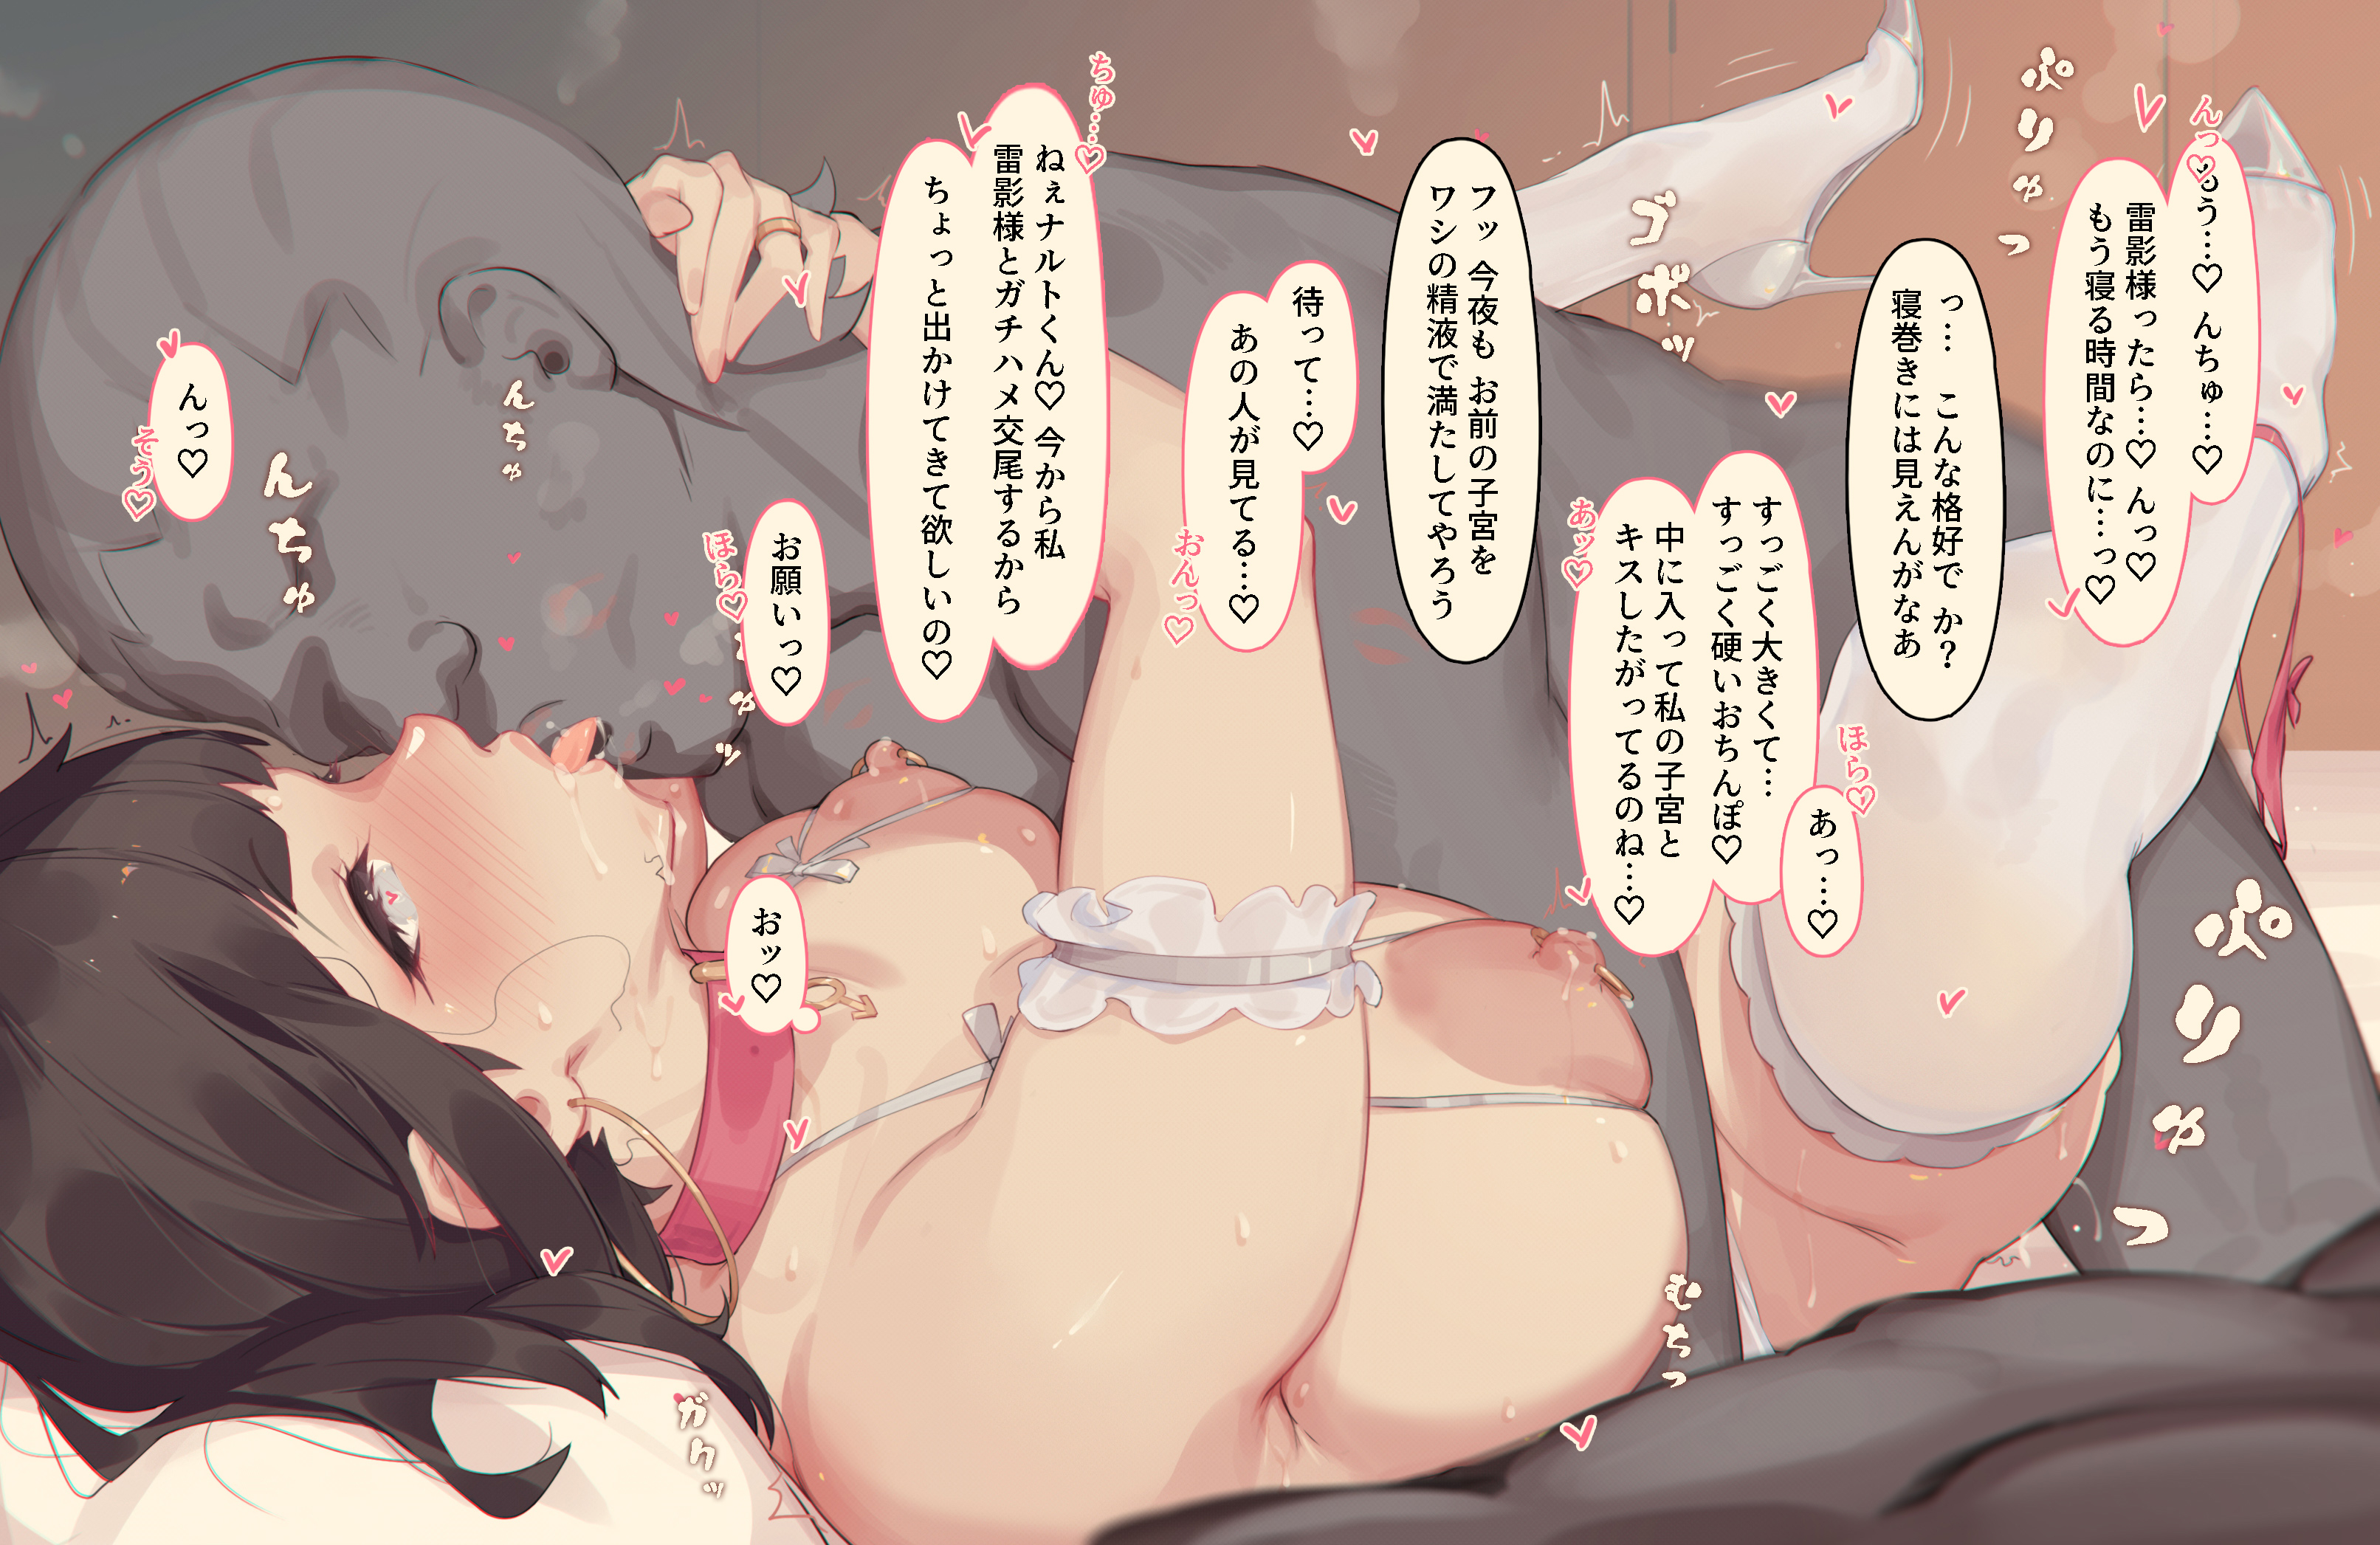 んっ♡
もう…♡ んちゅ…♡
雷影様ったら…♡ んっ♡
もう寝る時間なのに…っ♡
ぷりゅっ
っ… こんな格好で か?
寝巻きには見えんがなあ
ゴポッ
すっごく大きくて…
すっごく硬いおちんぽ♡
中に入って私の子宮と
キスしたがってるのね…♡
あッ♡
ほら♡
あっ…♡
フッ 今夜も お前の子宮を
ワシの精液で満たしてやろう
待って…♡
あの人が見てる…♡
おんっ♡
ちゅ…♡
ねぇナルトくん♡ 今から私
雷影様とガチハメ交尾するから
ちょっと出かけてきて欲しいの♡
お願いっ♡
ほら♡
んちゅ
んちゅ
んっ♡
そう♡
おッ♡
ぷりゅっ
むちっ
ガクッ